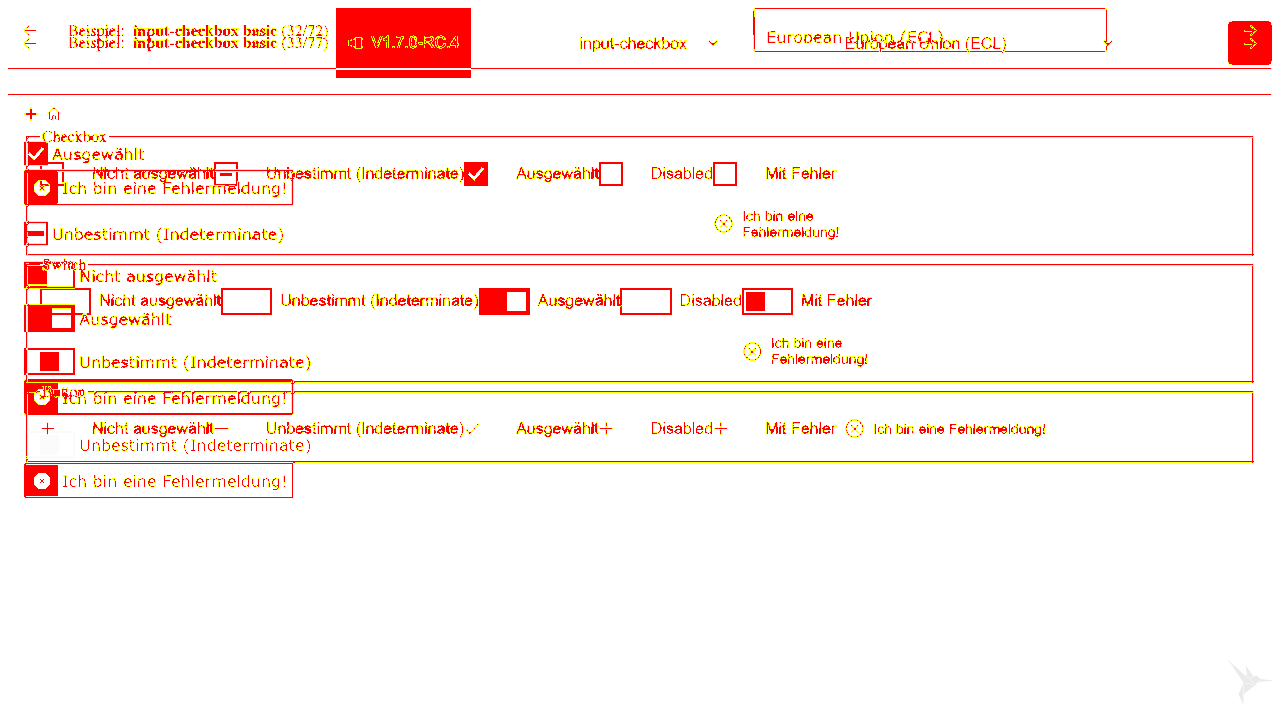 ← Beispiel: input-checkbox basic (32/72)
← Beispiel: input-checkbox basic (33/77)
V1.7.0-RC.4
input-checkbox
European Union (ECL)
European Union (ECL)
Checkbox
Ausgewählt
Nicht ausgewählt Unbestimmt (Indeterminate) Ausgewählt Disabled Mit Fehler
Ich bin eine Fehlermeldung!
Ich bin eine
Fehlermeldung!
Unbestimmt (Indeterminate)
Switch
Nicht ausgewählt
Nicht ausgewählt Unbestimmt (Indeterminate) Ausgewählt Disabled Mit Fehler
Ausgewählt
Ich bin eine
Fehlermeldung!
Unbestimmt (Indeterminate)
Ich bin eine Fehlermeldung!
Nicht ausgewählt Unbestimmt (Indeterminate) Ausgewählt Disabled Mit Fehler Ich bin eine Fehlermeldung!
Unbestimmt (Indeterminate)
Ich bin eine Fehlermeldung!